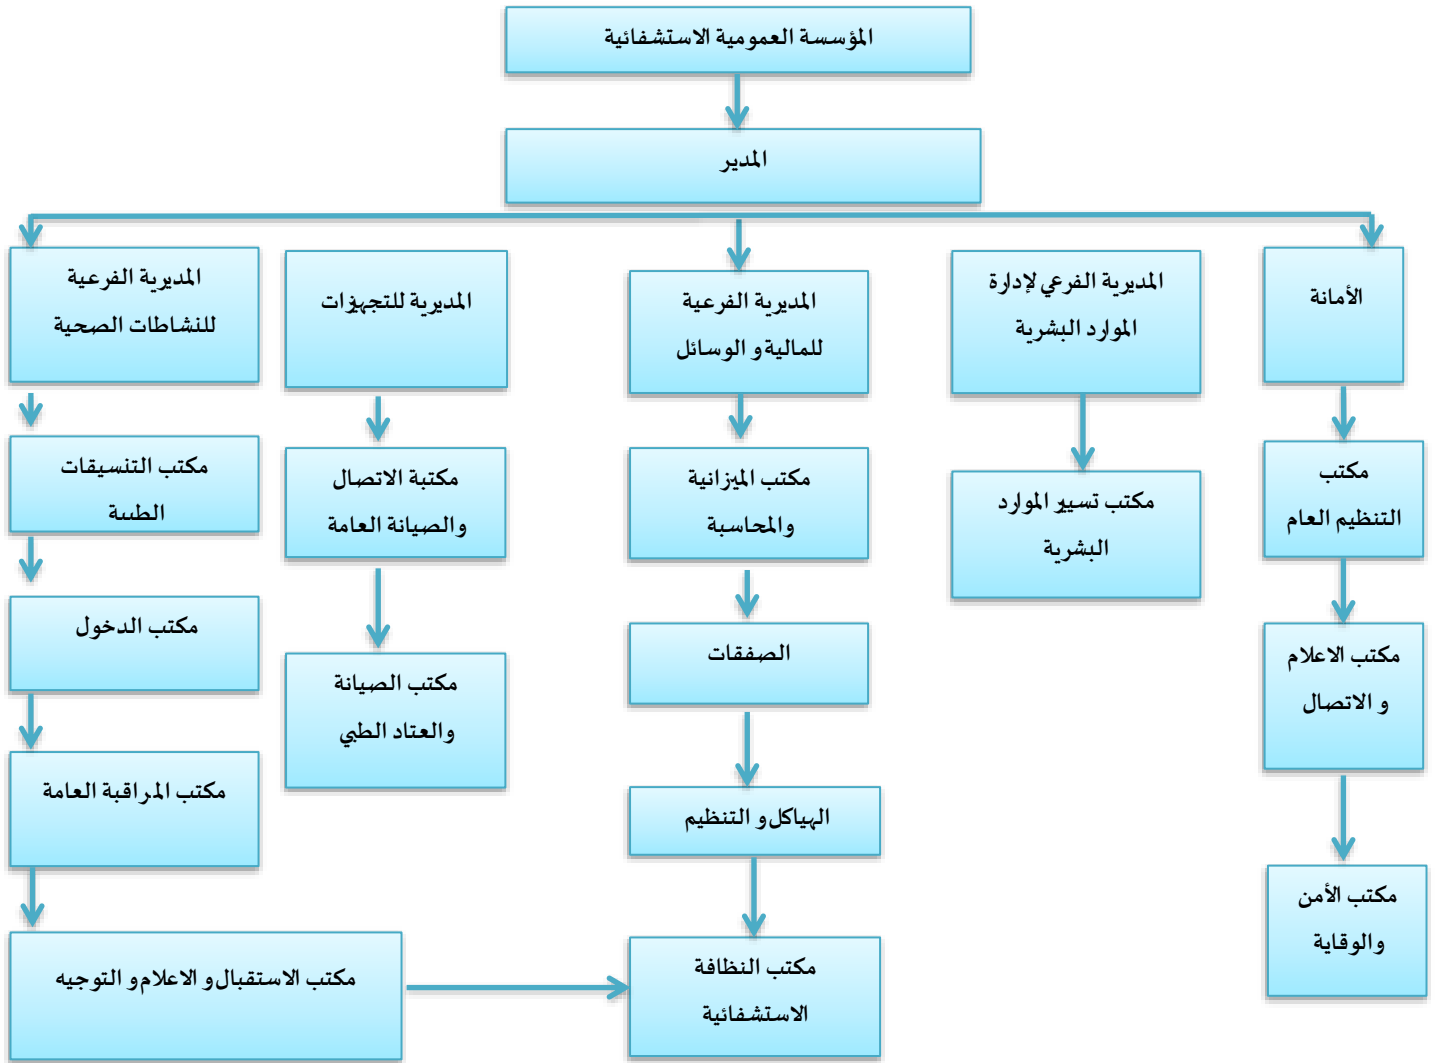 المؤسسة العمومية الاستشفائية
المدير
الأمانة
المديرية الفرعي لإدارة
الموارد البشرية
المديرية الفرعية
للمالية و الوسائل
المديرية للتجهيزات
المديرية الفرعية
للنشاطات الصحية
مكتب
التنظيم العام
مكتب تسيير الموارد
البشرية
مكتب الميزانية
والمحاسبة
مكتبة الاتصال
والصيانة العامة
مكتب التنسيقات
الطبية
مكتب الاعلام
و الاتصال
الصفقات
مكتب الصيانة
والعتاد الطبي
مكتب الدخول
الهياكل و التنظيم
مكتب المراقبة العامة
مكتب الأمن
والوقاية
مكتب النظافة
الاستشفائية
مكتب الاستقبال و الاعلام و التوجيه